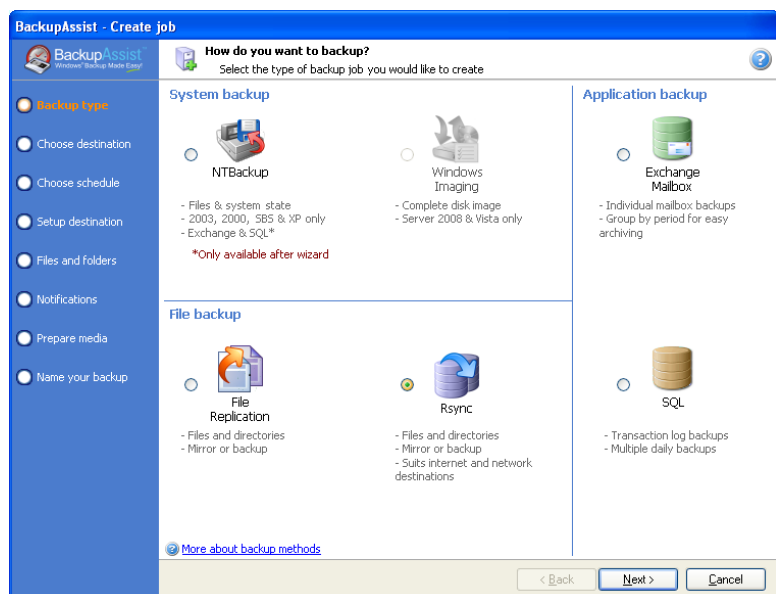 BackupAssist - Create job
BackupAssist™
Windows® Backup Made Easy!
How do you want to backup?
Select the type of backup job you would like to create
Backup type
Choose destination
Choose schedule
Setup destination
Files and folders
Notifications
Prepare media
Name your backup
System backup
NTBackup
- Files & system state
- 2003, 2000, SBS & XP only
- Exchange & SQL*
*Only available after wizard
Windows
Imaging
- Complete disk image
- Server 2008 & Vista only
Application backup
Exchange
Mailbox
- Individual mailbox backups
- Group by period for easy
archiving
File backup
File
Replication
- Files and directories
- Mirror or backup
Rsync
- Files and directories
- Mirror or backup
- Suits internet and network
destinations
SQL
- Transaction log backups
- Multiple daily backups
More about backup methods
< Back
Next >
Cancel